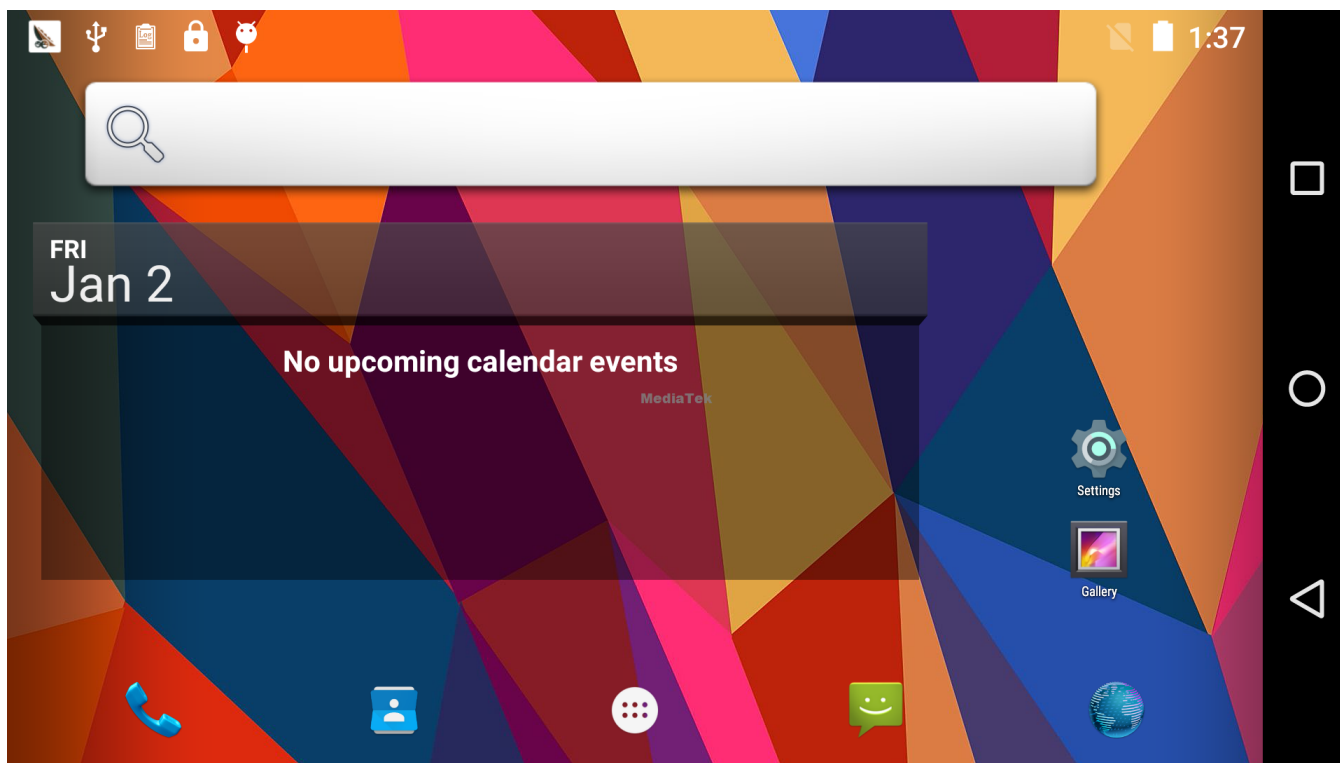 1:37
FRI
Jan 2
No upcoming calendar events
MediaTek
Settings
Gallery